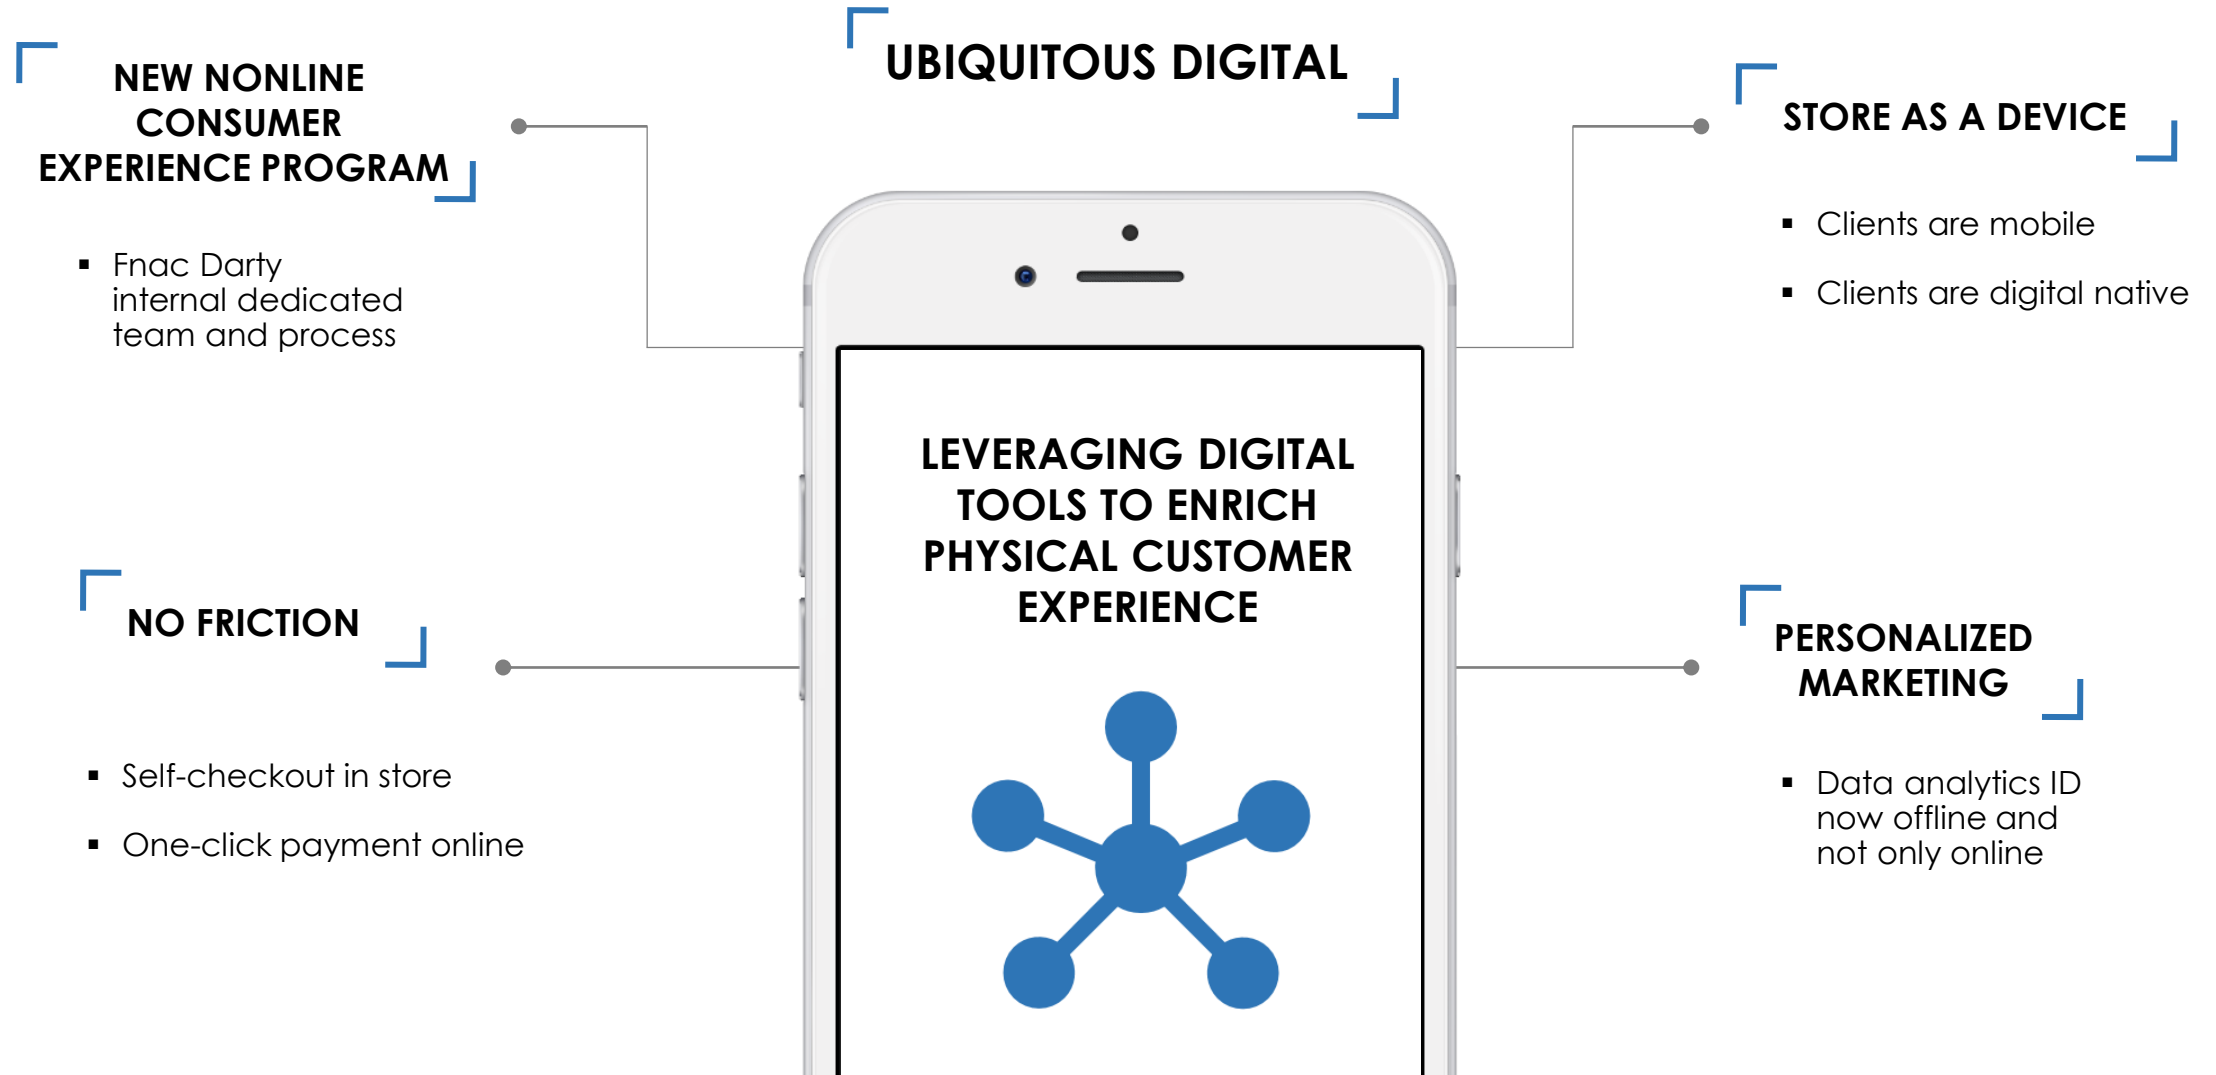 UBIQUITOUS DIGITAL
NEW NONLINE
CONSUMER
EXPERIENCE PROGRAM
▪ Fnac Darty
internal dedicated
team and process
STORE AS A DEVICE
▪ Clients are mobile
▪ Clients are digital native
LEVERAGING DIGITAL
TOOLS TO ENRICH
PHYSICAL CUSTOMER
EXPERIENCE
NO FRICTION
▪ Self-checkout in store
▪ One-click payment online
PERSONALIZED
MARKETING
▪ Data analytics ID
now offline and
not only online